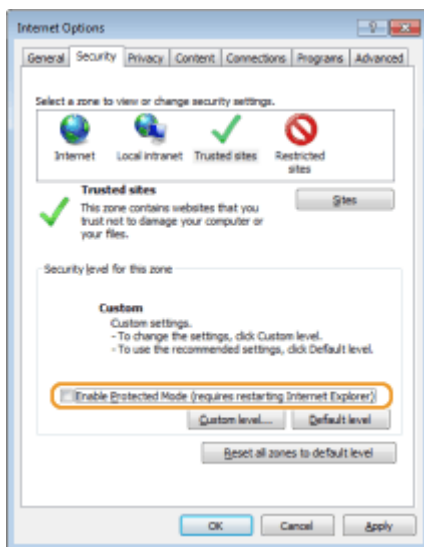 Internet Options
General Security Privacy Content Connections Programs Advanced
Select a zone to view or change security settings.
Internet Local intranet Trusted sites Restricted
sites
Trusted sites
Sites
This zone contains websites that you
trust not to damage your computer or
your files.
Security level for this zone
Custom
Custom settings.
- To change the settings, click Custom level.
- To use the recommended settings, click Default level.
Enable Protected Mode (requires restarting Internet Explorer)
Custom level... Default level
Reset all zones to default level
OK Cancel Apply